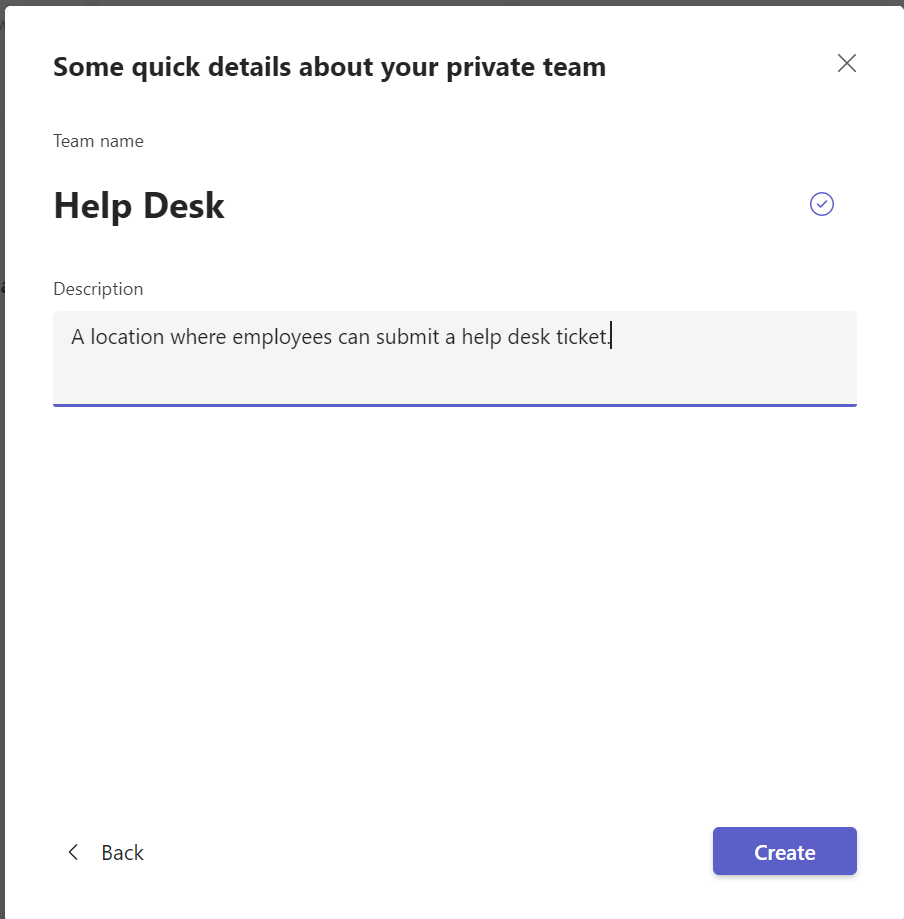 Some quick details about your private team
Team name
Help Desk
Description
A location where employees can submit a help desk ticket.
Back
Create